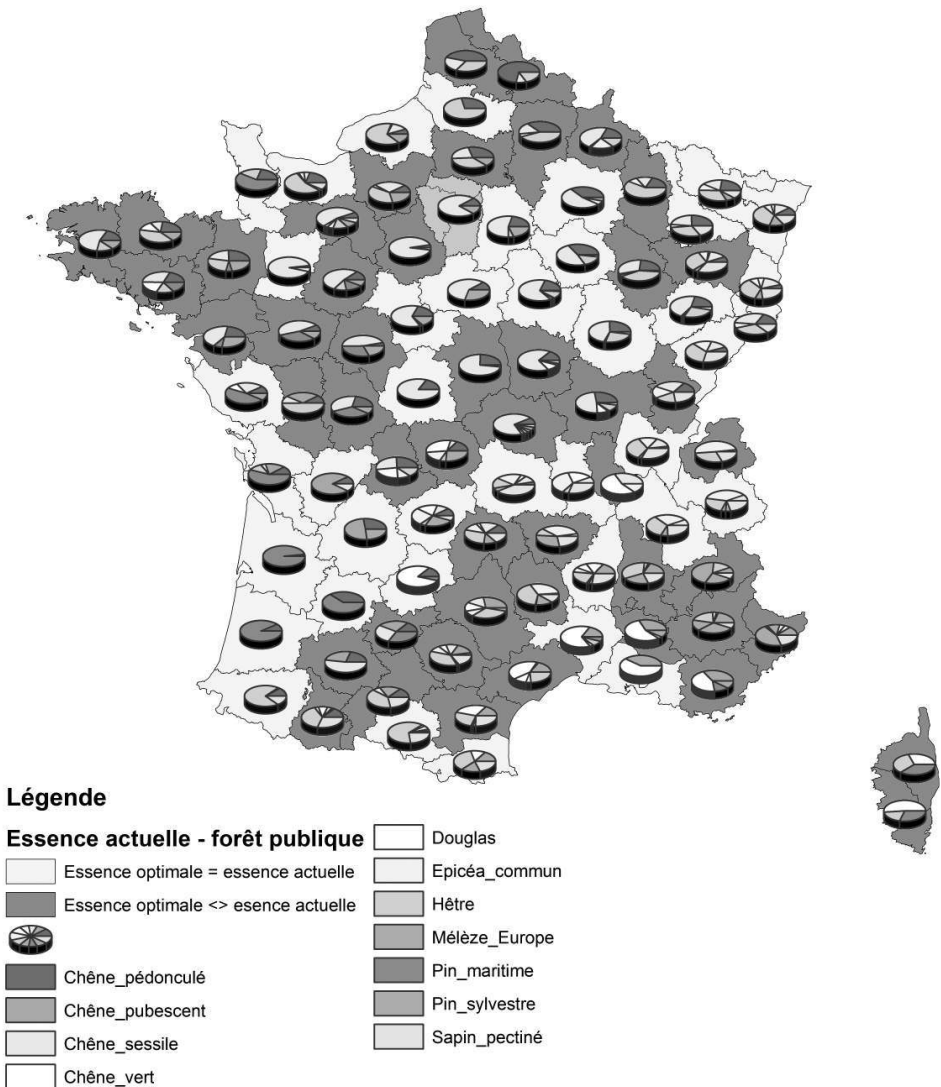 Légende
Essence actuelle - forêt publique
Essence optimale = essence actuelle
Essence optimale <> esence actuelle
Chêne_pédonculé
Chêne_pubescent
Chêne_sessile
Chêne_vert
Douglas
Epicéa_commun
Hêtre
Mélèze_Europe
Pin_maritime
Pin_sylvestre
Sapin_pectiné